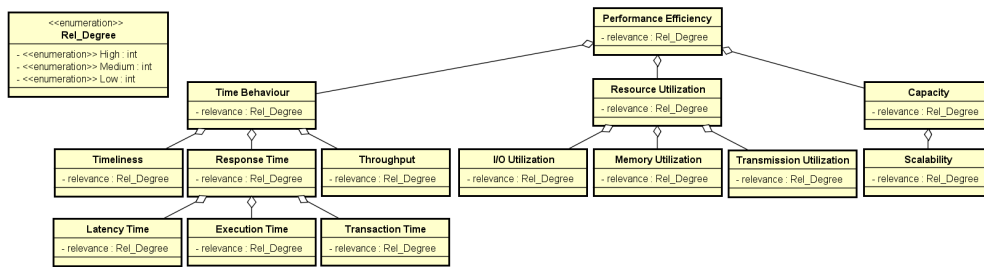 <<enumeration>>
Rel_Degree
- <<enumeration>> High : int
- <<enumeration>> Medium : int
- <<enumeration>> Low : int
Performance Efficiency
- relevance : Rel_Degree
Time Behaviour
- relevance : Rel_Degree
Resource Utilization
- relevance : Rel_Degree
Capacity
- relevance : Rel_Degree
Timeliness
- relevance : Rel_Degree
Response Time
- relevance : Rel_Degree
Throughput
- relevance : Rel_Degree
I/O Utilization
- relevance : Rel_Degree
Memory Utilization
- relevance : Rel_Degree
Transmission Utilization
- relevance : Rel_Degree
Scalability
- relevance : Rel_Degree
Latency Time
- relevance : Rel_Degree
Execution Time
- relevance : Rel_Degree
Transaction Time
- relevance : Rel_Degree